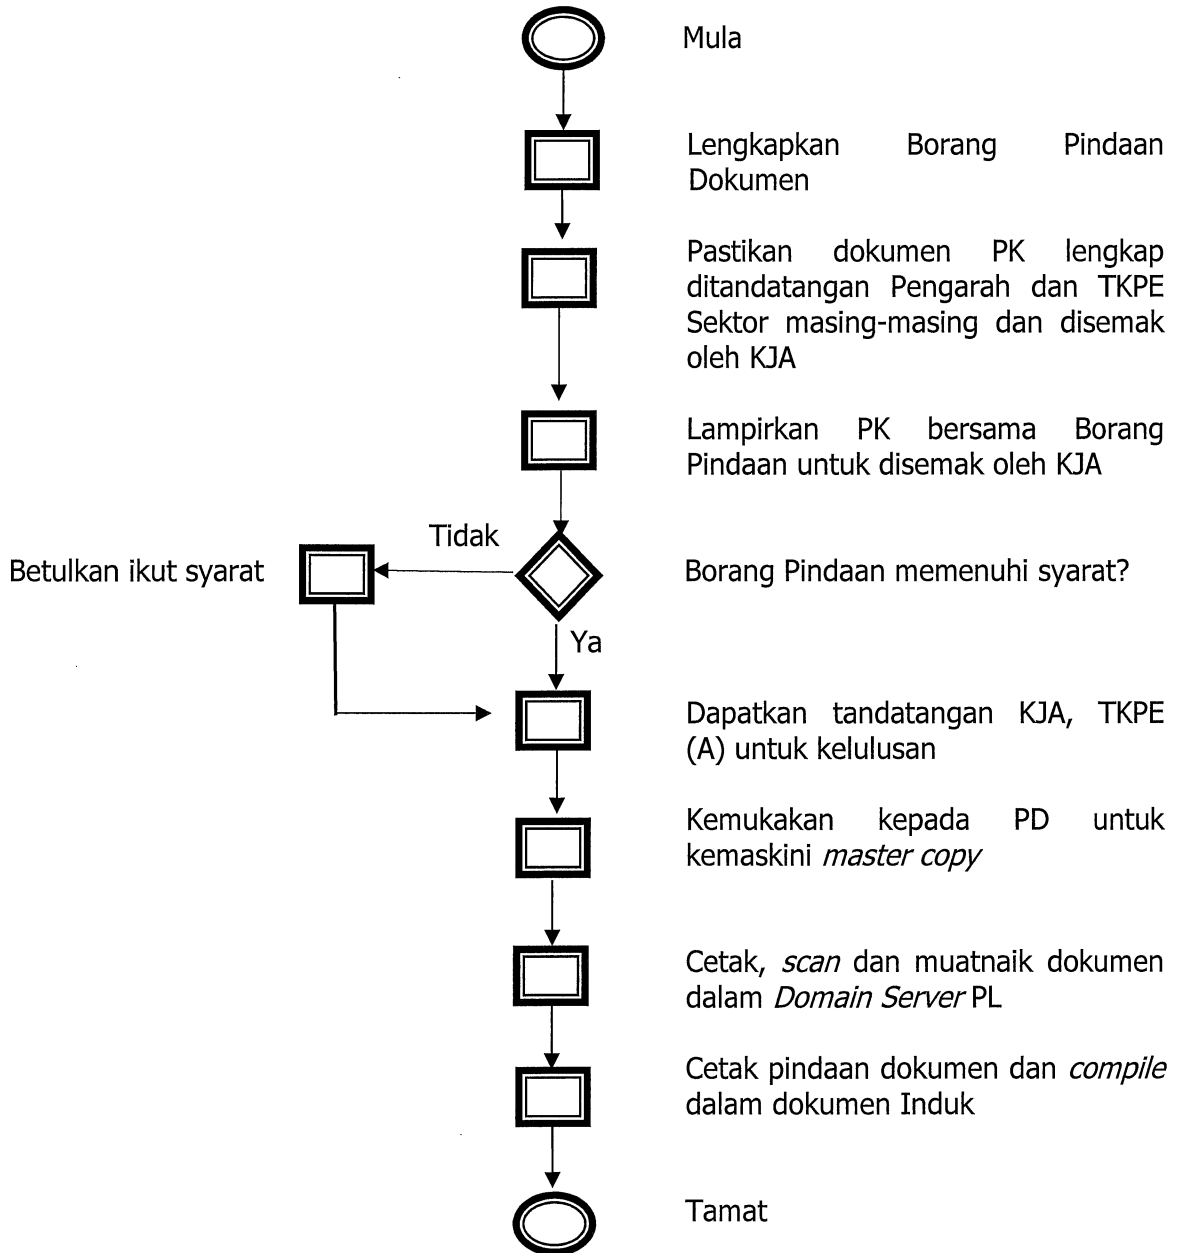 Mula
Lengkapkan Borang Pindaan
Dokumen
Pastikan dokumen PK lengkap
ditandatangan Pengarah dan TKPE
Sektor masing-masing dan disemak
oleh KJA
Lampirkan PK bersama Borang
Pindaan untuk disemak oleh KJA
Tidak
Betulkan ikut syarat
Borang Pindaan memenuhi syarat?
Ya
Dapatkan tandatangan KJA, TKPE
(A) untuk kelulusan
Kemukakan kepada PD untuk
kemaskini master copy
Cetak, scan dan muatnaik dokumen
dalam Domain Server PL
Cetak pindaan dokumen dan compile
dalam dokumen Induk
Tamat